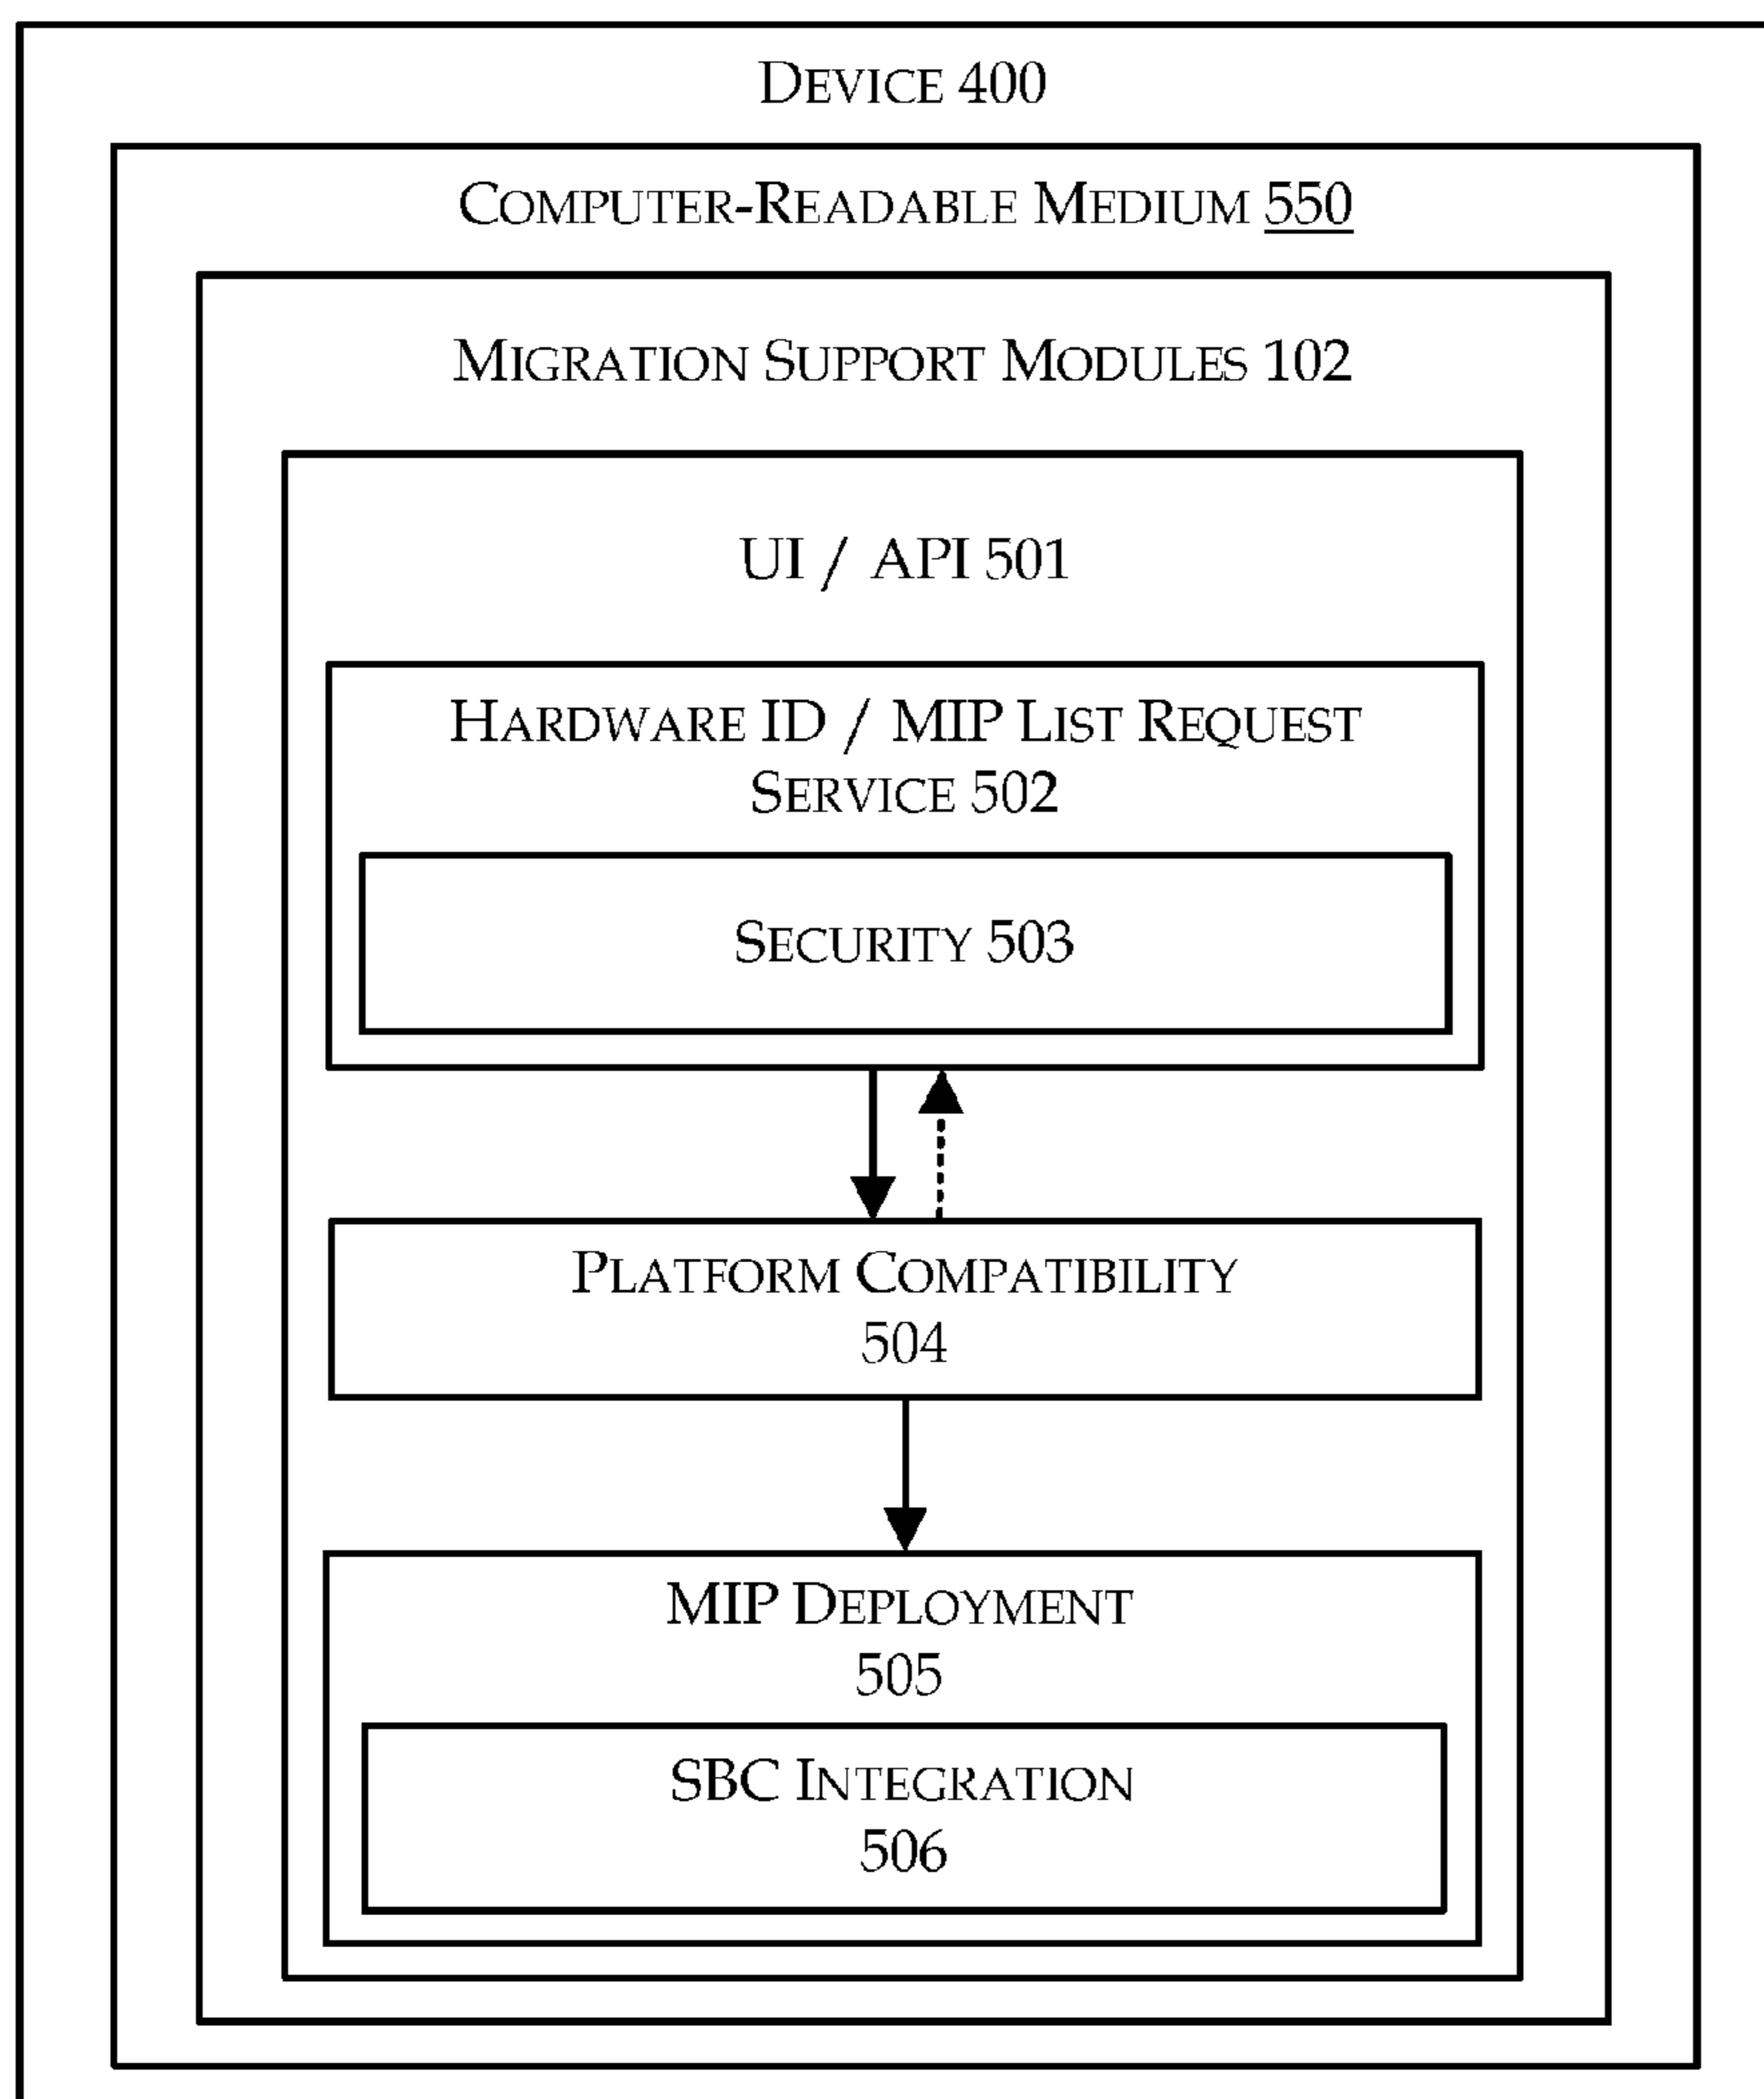 DEVICE 400
COMPUTER-READABLE MEDIUM 550
MIGRATION SUPPORT MODULES 102
UI / API 501
HARDWARE ID / MIP LIST REQUEST
SERVICE 502
SECURITY 503
PLATFORM COMPATIBILITY
504
MIP DEPLOYMENT
505
SBC INTEGRATION
506